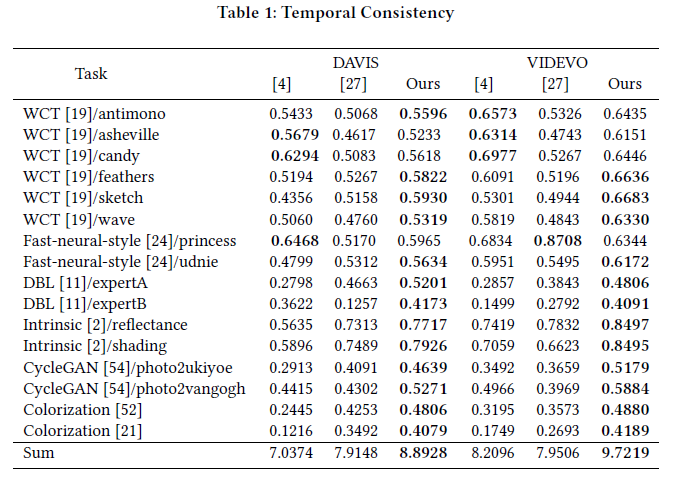 Table 1: Temporal Consistency
Task DAVIS VIDEVO
[4] [27] Ours [4] [27] Ours
WCT [19]/antimono 0.5433 0.5068 0.5596 0.6573 0.5326 0.6435
WCT [19]/asheville 0.5679 0.4617 0.5233 0.6314 0.4743 0.6151
WCT [19]/candy 0.6294 0.5083 0.5618 0.6977 0.5267 0.6446
WCT [19]/feathers 0.5194 0.5267 0.5822 0.6091 0.5196 0.6636
WCT [19]/sketch 0.4356 0.5158 0.5930 0.5301 0.4944 0.6683
WCT [19]/wave 0.5060 0.4760 0.5319 0.5819 0.4843 0.6330
Fast-neural-style [24]/princess 0.6468 0.5170 0.5965 0.6834 0.8708 0.6344
Fast-neural-style [24]/udnie 0.4799 0.5312 0.5634 0.5951 0.5495 0.6172
DBL [11]/expertA 0.2798 0.4663 0.5201 0.2857 0.3843 0.4806
DBL [11]/expertB 0.3622 0.1257 0.4173 0.1499 0.2792 0.4091
Intrinsic [2]/reflectance 0.5635 0.7313 0.7717 0.7419 0.7832 0.8497
Intrinsic [2]/shading 0.5896 0.7489 0.7926 0.7059 0.6623 0.8495
CycleGAN [54]/photo2ukiyoe 0.2913 0.4091 0.4639 0.3492 0.3659 0.5179
CycleGAN [54]/photo2vangogh 0.4415 0.4302 0.5271 0.4966 0.3969 0.5884
Colorization [52] 0.2445 0.4253 0.4806 0.3195 0.3573 0.4880
Colorization [21] 0.1216 0.3492 0.4079 0.1749 0.2693 0.4189
Sum 7.0374 7.9148 8.8928 8.2096 7.9506 9.7219